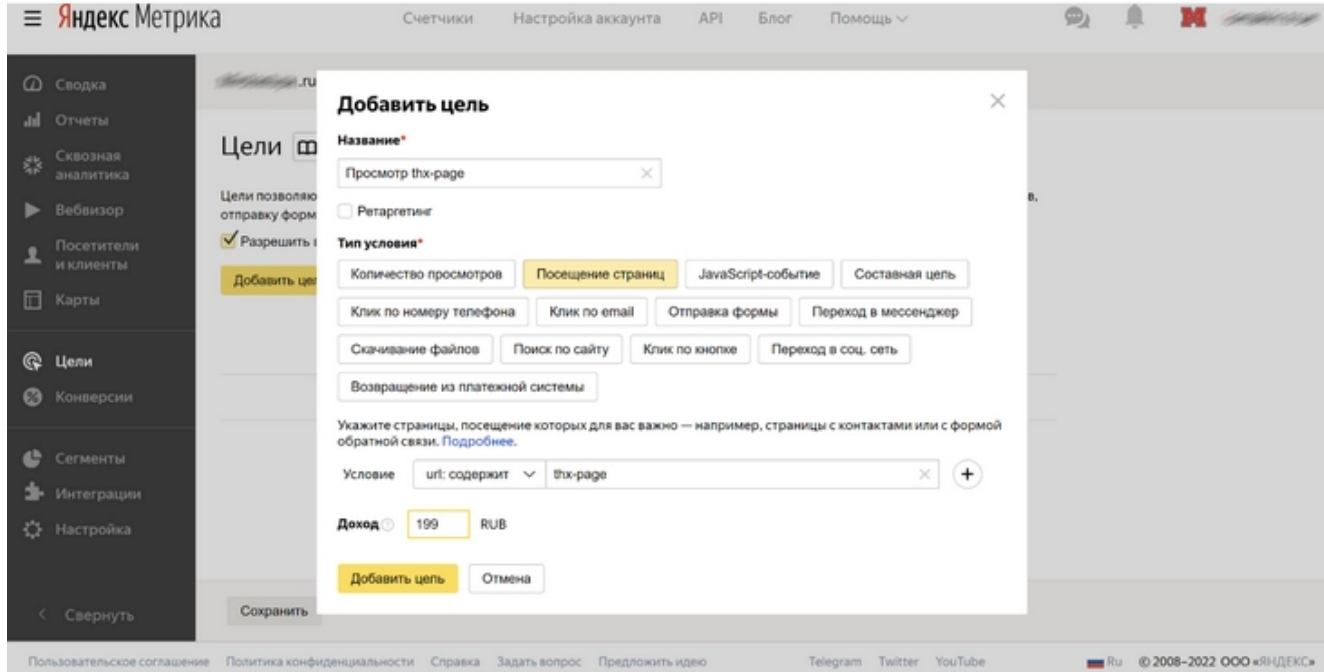 Яндекс Метрика
Счетчики Настройка аккаунта API Блог Помощь
Сводка
Отчеты
Сквозная
аналитика
Вебвизор
Посетители
и клиенты
Карты
Цели
Конверсии
Сегменты
Интеграции
Настройка
Свернуть
.ru
Цели
Цели позволяю
отправку форм
в,
Разрешить
Добавить цел
Сохранить
Добавить цель
Название*
Просмотр thx-page
Ретаргетинг
Тип условия*
Количество просмотров Посещение страниц JavaScript-событие Составная цель
Клик по номеру телефона Клик по email Отправка формы Переход в мессенджер
Скачивание файлов Поиск по сайту Клик по кнопке Переход в соц. сеть
Возвращение из платежной системы
Укажите страницы, посещение которых для вас важно — например, страницы с контактами или с формой
обратной связи. Подробнее.
Условие url: содержит thx-page
Доход 199 RUB
Добавить цель Отмена
Пользовательское соглашение Политика конфиденциальности Справка Задать вопрос Предложить идею Telegram Twitter YouTube Ru © 2008–2022 ООО «ЯНДЕКС»